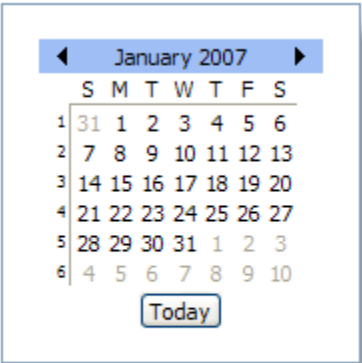 January 2007
S M T W T F S
1 31 1 2 3 4 5 6
2 7 8 9 10 11 12 13
3 14 15 16 17 18 19 20
4 21 22 23 24 25 26 27
5 28 29 30 31 1 2 3
6 4 5 6 7 8 9 10
Today